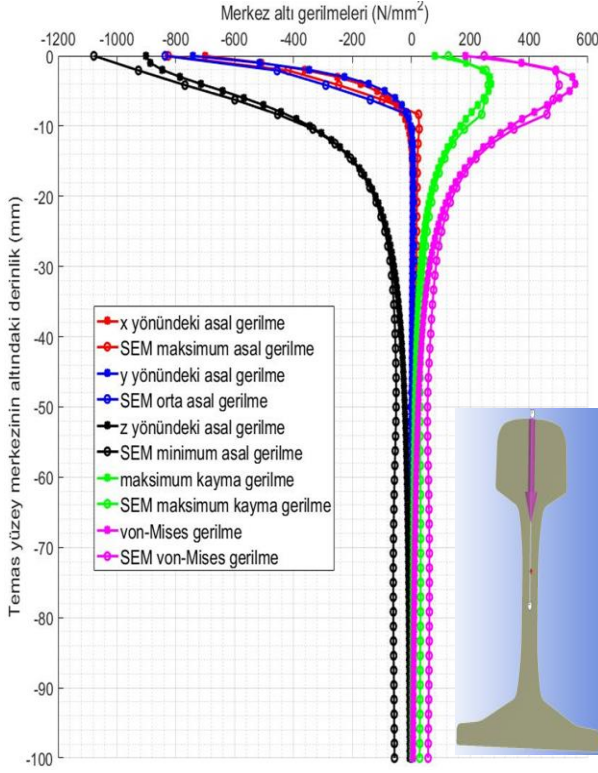 Merkez altı gerilmeleri (N/mm²)
-1200 -1000 -800 -600 -400 -200 0 200 400 600
0
-10
-20
-30
-40
-50
-60
-70
-80
-90
-100
Temas yüzey merkezinin altındaki derinlik (mm)
x yönündeki asal gerilme
SEM maksimum asal gerilme
y yönündeki asal gerilme
SEM orta asal gerilme
z yönündeki asal gerilme
SEM minimum asal gerilme
maksimum kayma gerilme
SEM maksimum kayma gerilme
von-Mises gerilme
SEM von-Mises gerilme